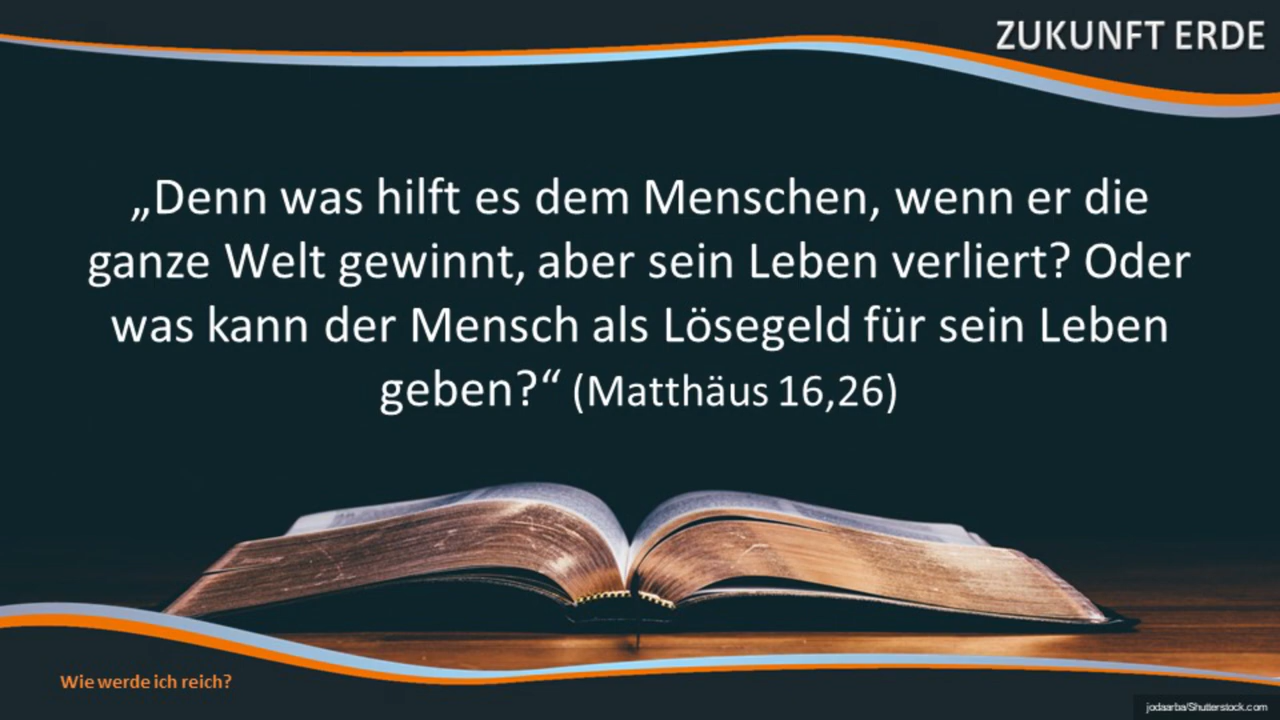 ZUKUNFT ERDE
„Denn was hilft es dem Menschen, wenn er die
ganze Welt gewinnt, aber sein Leben verliert? Oder
was kann der Mensch als Lösegeld für sein Leben
geben?“ (Matthäus 16,26)
Wie werde ich reich?
jodaarba/Shutterstock.com